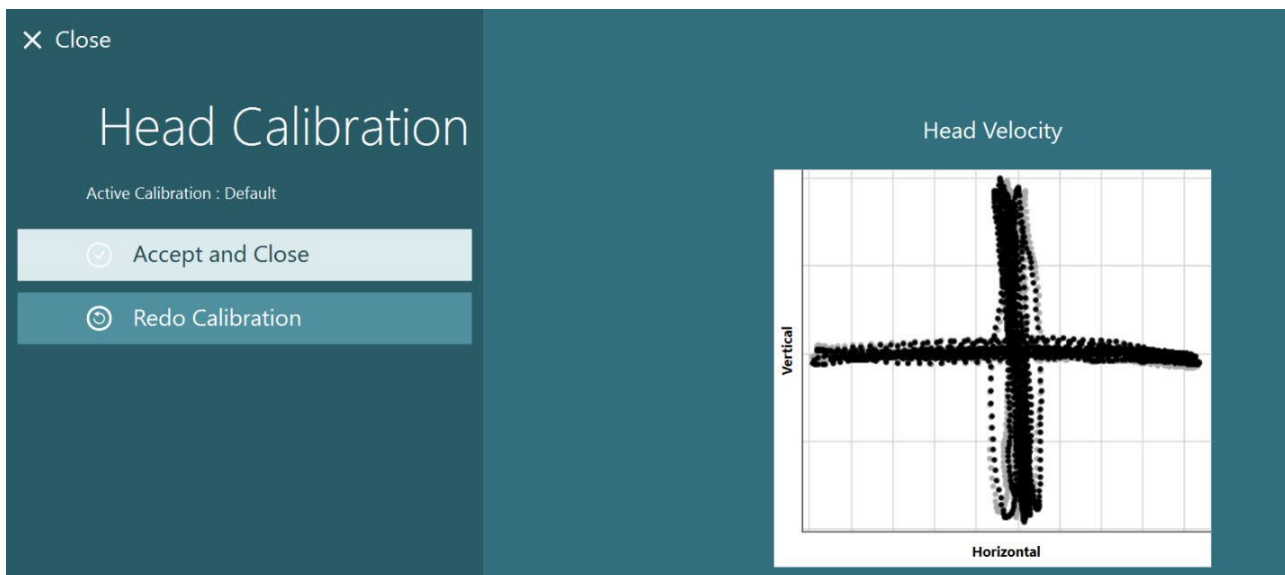 Close
Head Calibration
Active Calibration : Default
Accept and Close
Redo Calibration
Head Velocity
Vertical
Horizontal